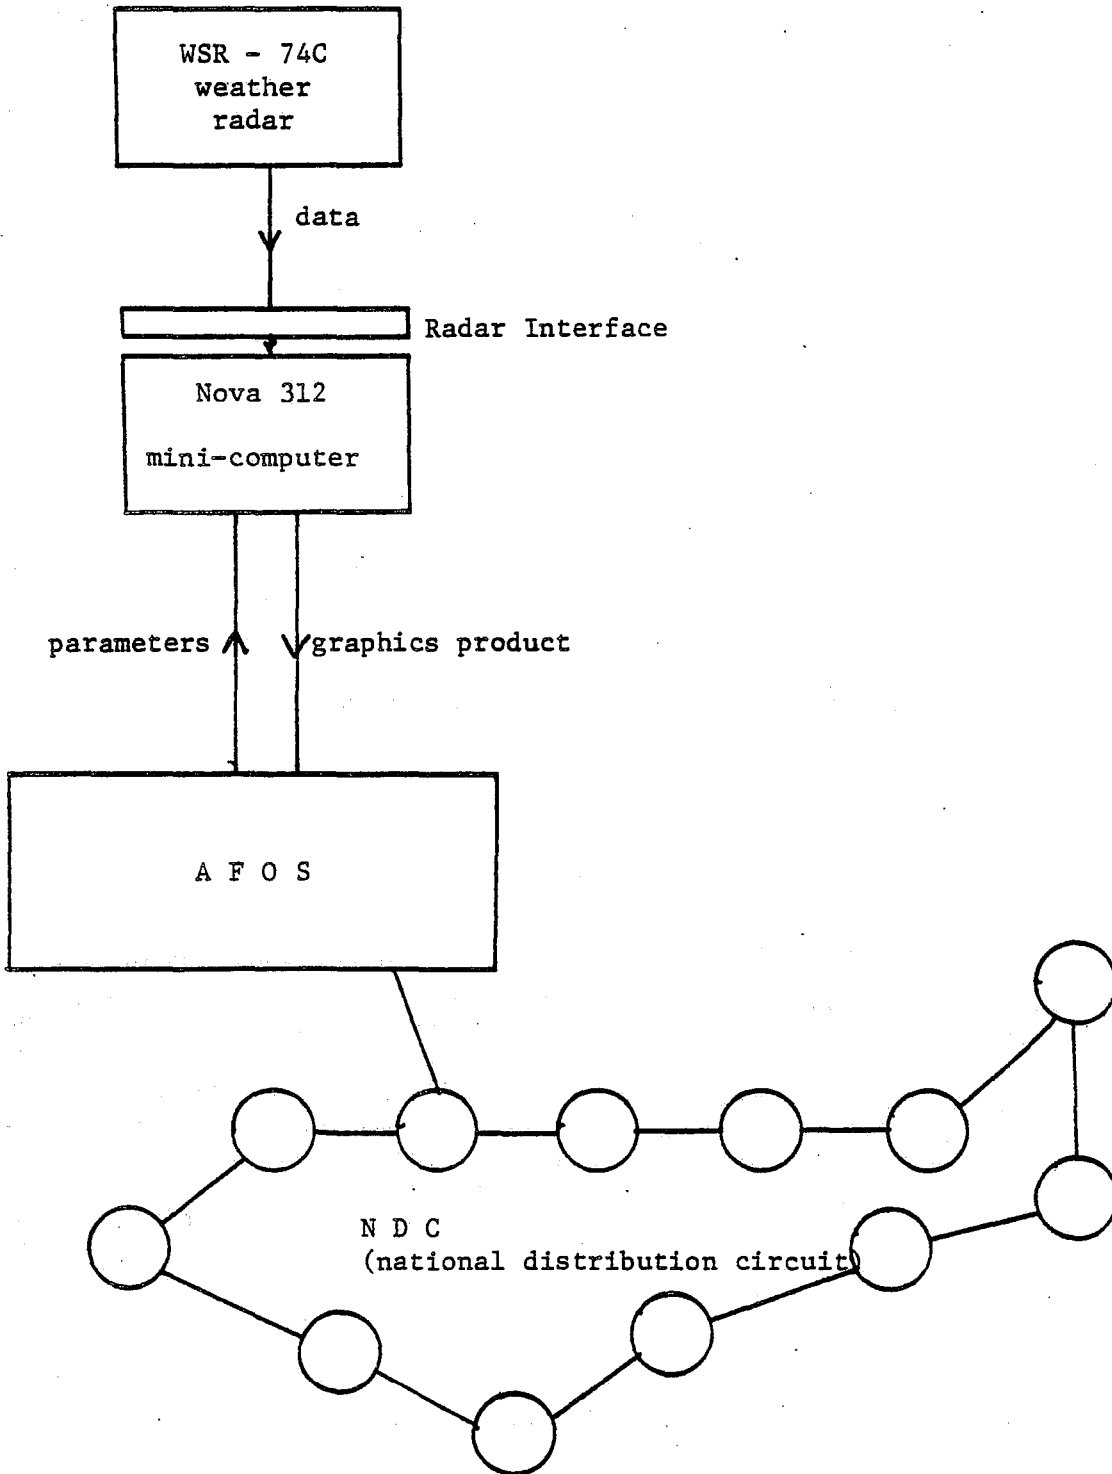 WSR - 74C
weather
radar
data
Radar Interface
Nova 312
mini-computer
parameters
graphics product
A F O S
N D C
(national distribution circuit)